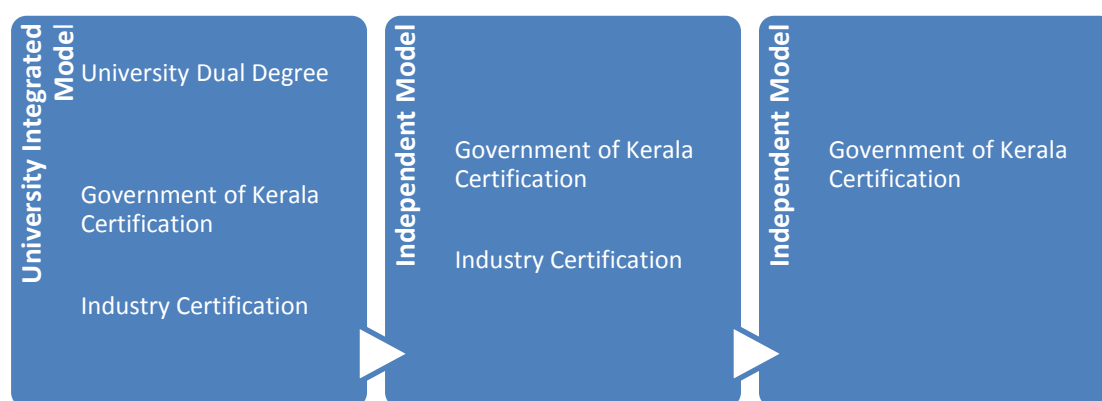 University Integrated
Model
University Dual Degree
Government of Kerala
Certification
Industry Certification
Independent Model
Government of Kerala
Certification
Industry Certification
Independent Model
Government of Kerala
Certification